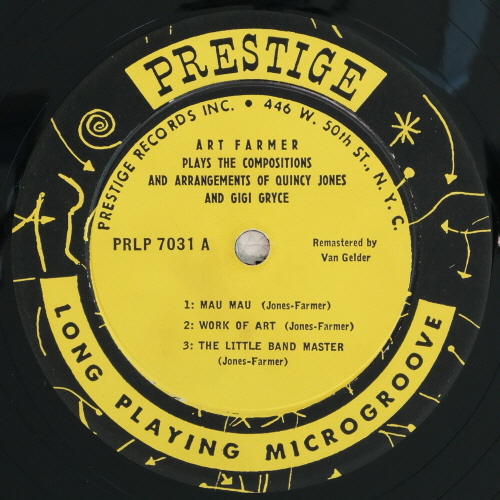 PRESTIGE
PRESTIGE RECORDS INC. • 446 W. 50th ST., N. Y. C.
ART FARMER
PLAYS THE COMPOSITIONS
AND ARRANGEMENTS OF QUINCY JONES
AND GIGI GRYCE
PRLP 7031 A
Remastered by
Van Gelder
1: MAU MAU (Jones-Farmer)
2: WORK OF ART (Jones-Farmer)
3: THE LITTLE BAND MASTER
(Jones-Farmer)
LONG PLAYING MICROGROOVE